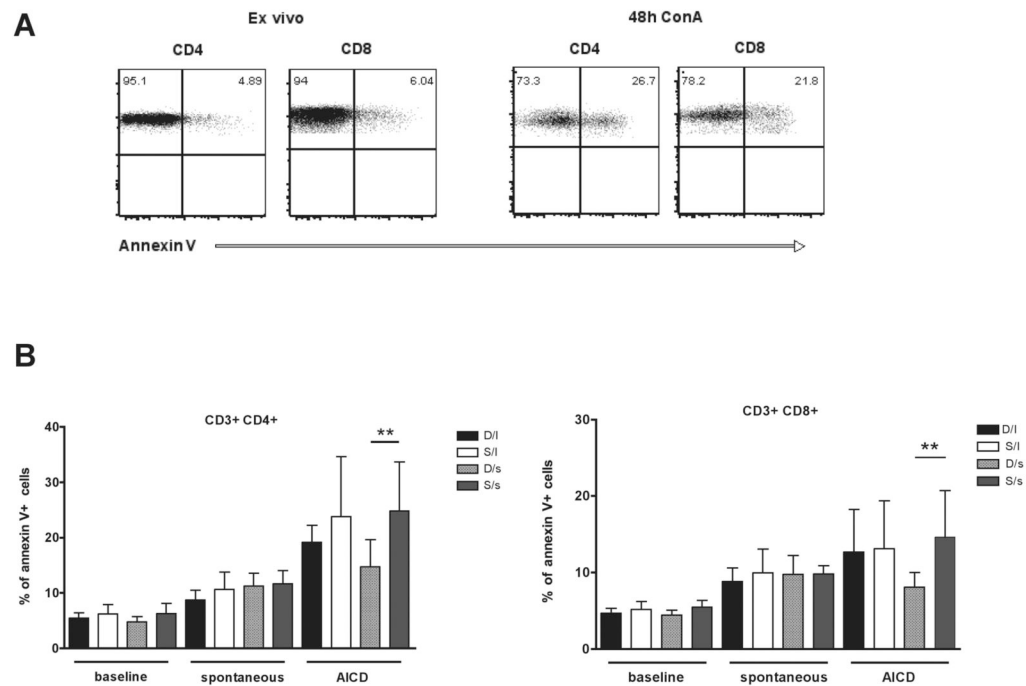 A
Ex vivo
48h ConA
CD4
CD8
CD4
CD8
95.1
4.89
94
6.04
73.3
26.7
78.2
21.8
Annexin V
B
CD3+ CD4+
% of annexin V+ cells
40
30
20
10
0
**
D/l
S/l
D/s
S/s
baseline
spontaneous
AICD
CD3+ CD8+
% of annexin V+ cells
30
20
10
0
**
D/l
S/l
D/s
S/s
baseline
spontaneous
AICD